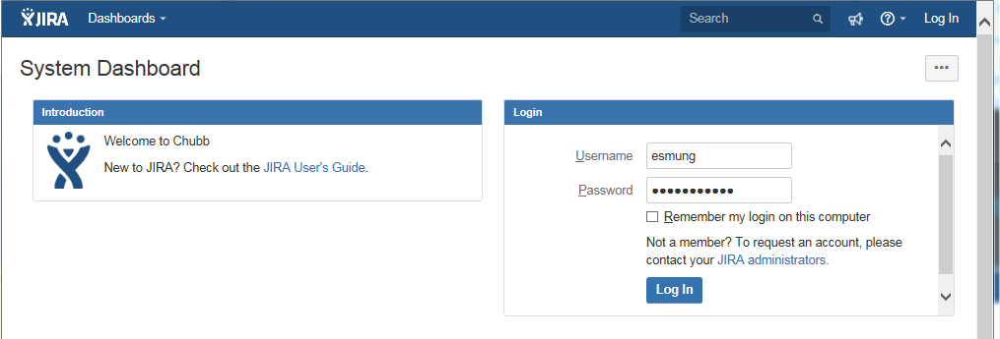 JIRA Dashboards Search Log In
System Dashboard
Introduction
Welcome to Chubb
New to JIRA? Check out the JIRA User's Guide.
Login
Username esmung
Password •••••••••••
Remember my login on this computer
Not a member? To request an account, please
contact your JIRA administrators.
Log In